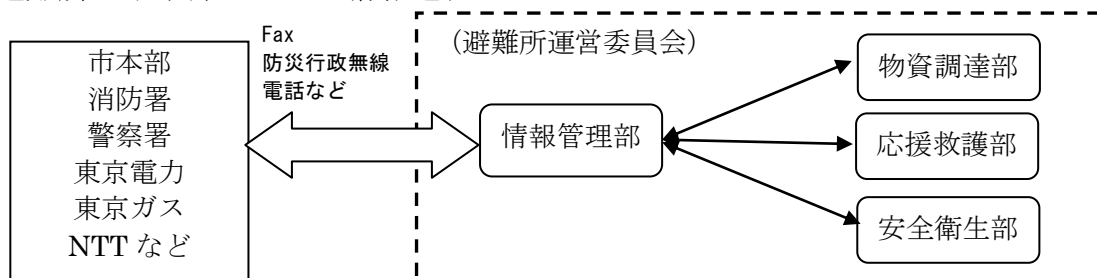 市本部
消防署
警察署
東京電力
東京ガス
NTT など
Fax
防災行政無線
電話など
(避難所運営委員会)
情報管理部
物資調達部
応援救護部
安全衛生部